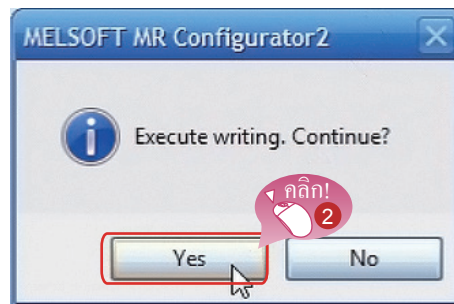 MELSOFT MR Configurator2
Execute writing. Continue?
คลิก!
2
Yes
No